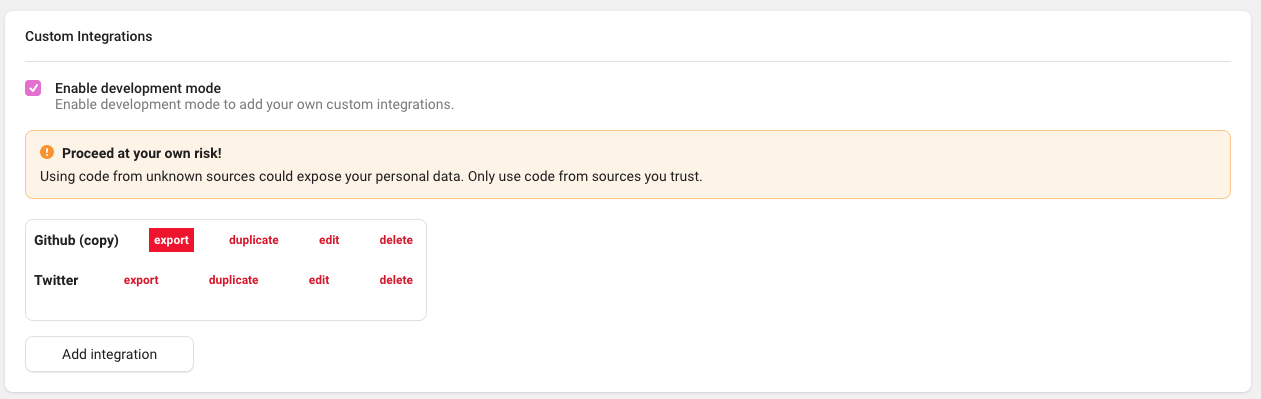 Custom Integrations
Enable development mode
Enable development mode to add your own custom integrations.
Proceed at your own risk!
Using code from unknown sources could expose your personal data. Only use code from sources you trust.
Github (copy) export duplicate edit delete
Twitter export duplicate edit delete
Add integration